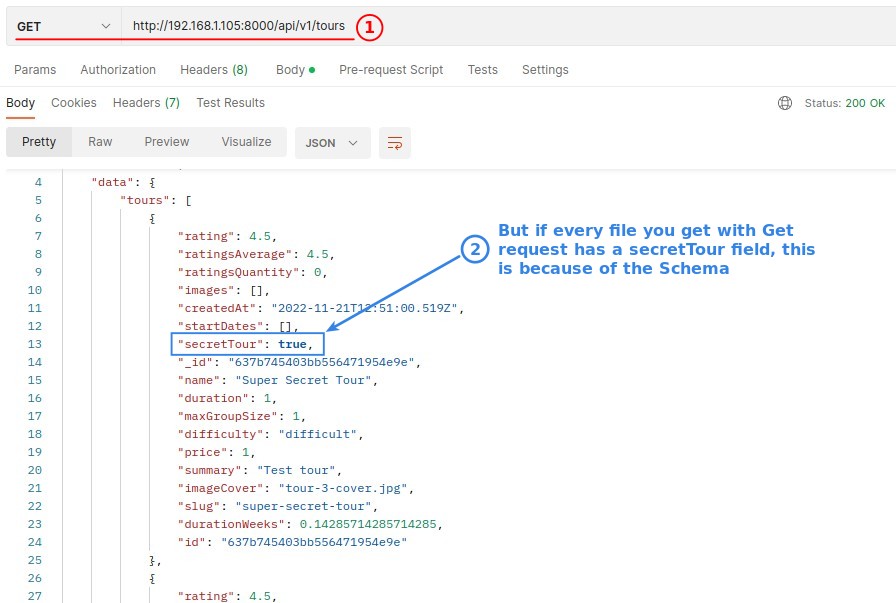 GET http://192.168.1.105:8000/api/v1/tours 1
Params Authorization Headers (8) Body Pre-request Script Tests Settings
Body Cookies Headers (7) Test Results Status: 200 OK
Pretty Raw Preview Visualize JSON
4 "data": {
5 "tours": [
6 {
7 "rating": 4.5,
8 "ratingsAverage": 4.5,
9 "ratingsQuantity": 0,
10 "images": [],
11 "createdAt": "2022-11-21T12:51:00.519Z",
12 "startDates": [],
13 "secretTour": true,
14 "_id": "637b745403bb556471954e9e",
15 "name": "Super Secret Tour",
16 "duration": 1,
17 "maxGroupSize": 1,
18 "difficulty": "difficult",
19 "price": 1,
20 "summary": "Test tour",
21 "imageCover": "tour-3-cover.jpg",
22 "slug": "super-secret-tour",
23 "durationWeeks": 0.14285714285714285,
24 "id": "637b745403bb556471954e9e"
25 },
26 {
27 "rating": 4.5,
2 But if every file you get with Get
request has a secretTour field, this
is because of the Schema